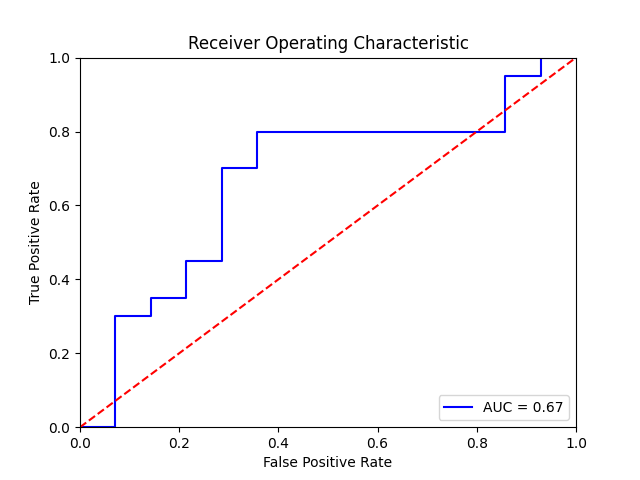 Receiver Operating Characteristic
True Positive Rate
1.0
0.8
0.6
0.4
0.2
0.0
AUC = 0.67
0.0 0.2 0.4 0.6 0.8 1.0
False Positive Rate